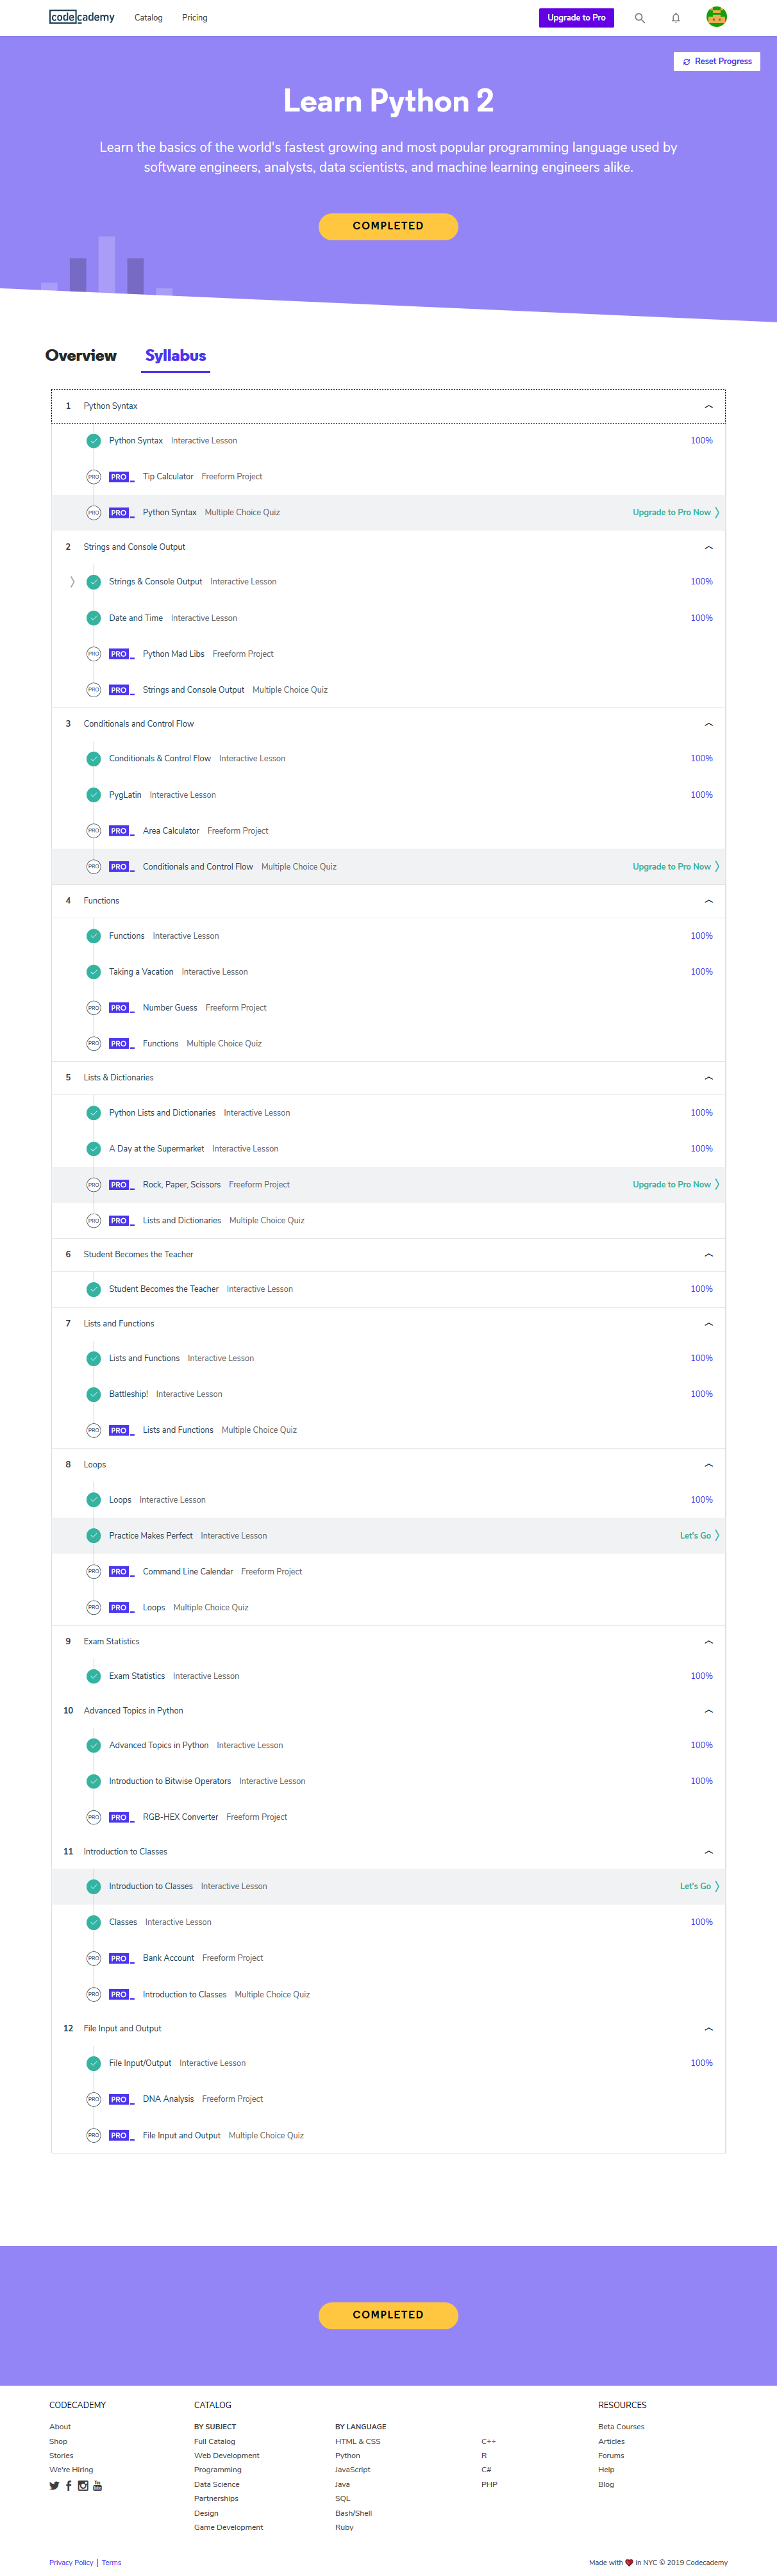 codecademy Catalog Pricing Upgrade to Pro
Reset Progress
Learn Python 2
Learn the basics of the world's fastest growing and most popular programming language used by
software engineers, analysts, data scientists, and machine learning engineers alike.
COMPLETED
Overview Syllabus
1 Python Syntax
Python Syntax Interactive Lesson 100%
PRO PRO Tip Calculator Freeform Project
PRO PRO Python Syntax Multiple Choice Quiz Upgrade to Pro Now
2 Strings and Console Output
Strings & Console Output Interactive Lesson 100%
Date and Time Interactive Lesson 100%
PRO PRO Python Mad Libs Freeform Project
PRO PRO Strings and Console Output Multiple Choice Quiz
3 Conditionals and Control Flow
Conditionals & Control Flow Interactive Lesson 100%
PygLatin Interactive Lesson 100%
PRO PRO Area Calculator Freeform Project
PRO PRO Conditionals and Control Flow Multiple Choice Quiz Upgrade to Pro Now
4 Functions
Functions Interactive Lesson 100%
Taking a Vacation Interactive Lesson 100%
PRO PRO Number Guess Freeform Project
PRO PRO Functions Multiple Choice Quiz
5 Lists & Dictionaries
Python Lists and Dictionaries Interactive Lesson 100%
A Day at the Supermarket Interactive Lesson 100%
PRO PRO Rock, Paper, Scissors Freeform Project Upgrade to Pro Now
PRO PRO Lists and Dictionaries Multiple Choice Quiz
6 Student Becomes the Teacher
Student Becomes the Teacher Interactive Lesson 100%
7 Lists and Functions
Lists and Functions Interactive Lesson 100%
Battleship! Interactive Lesson 100%
PRO PRO Lists and Functions Multiple Choice Quiz
8 Loops
Loops Interactive Lesson 100%
Practice Makes Perfect Interactive Lesson Let's Go
PRO PRO Command Line Calendar Freeform Project
PRO PRO Loops Multiple Choice Quiz
9 Exam Statistics
Exam Statistics Interactive Lesson 100%
10 Advanced Topics in Python
Advanced Topics in Python Interactive Lesson 100%
Introduction to Bitwise Operators Interactive Lesson 100%
PRO PRO RGB-HEX Converter Freeform Project
11 Introduction to Classes
Introduction to Classes Interactive Lesson Let's Go
Classes Interactive Lesson 100%
PRO PRO Bank Account Freeform Project
PRO PRO Introduction to Classes Multiple Choice Quiz
12 File Input and Output
File Input/Output Interactive Lesson 100%
PRO PRO DNA Analysis Freeform Project
PRO PRO File Input and Output Multiple Choice Quiz
COMPLETED
CODECADEMY CATALOG RESOURCES
About BY SUBJECT BY LANGUAGE Beta Courses
Shop Full Catalog HTML & CSS C++ Articles
Stories Web Development Python R Forums
We're Hiring Programming JavaScript C# Help
Data Science Java PHP Blog
Partnerships SQL
Design Bash/Shell
Game Development Ruby
Privacy Policy | Terms Made with ❤ in NYC © 2019 Codecademy